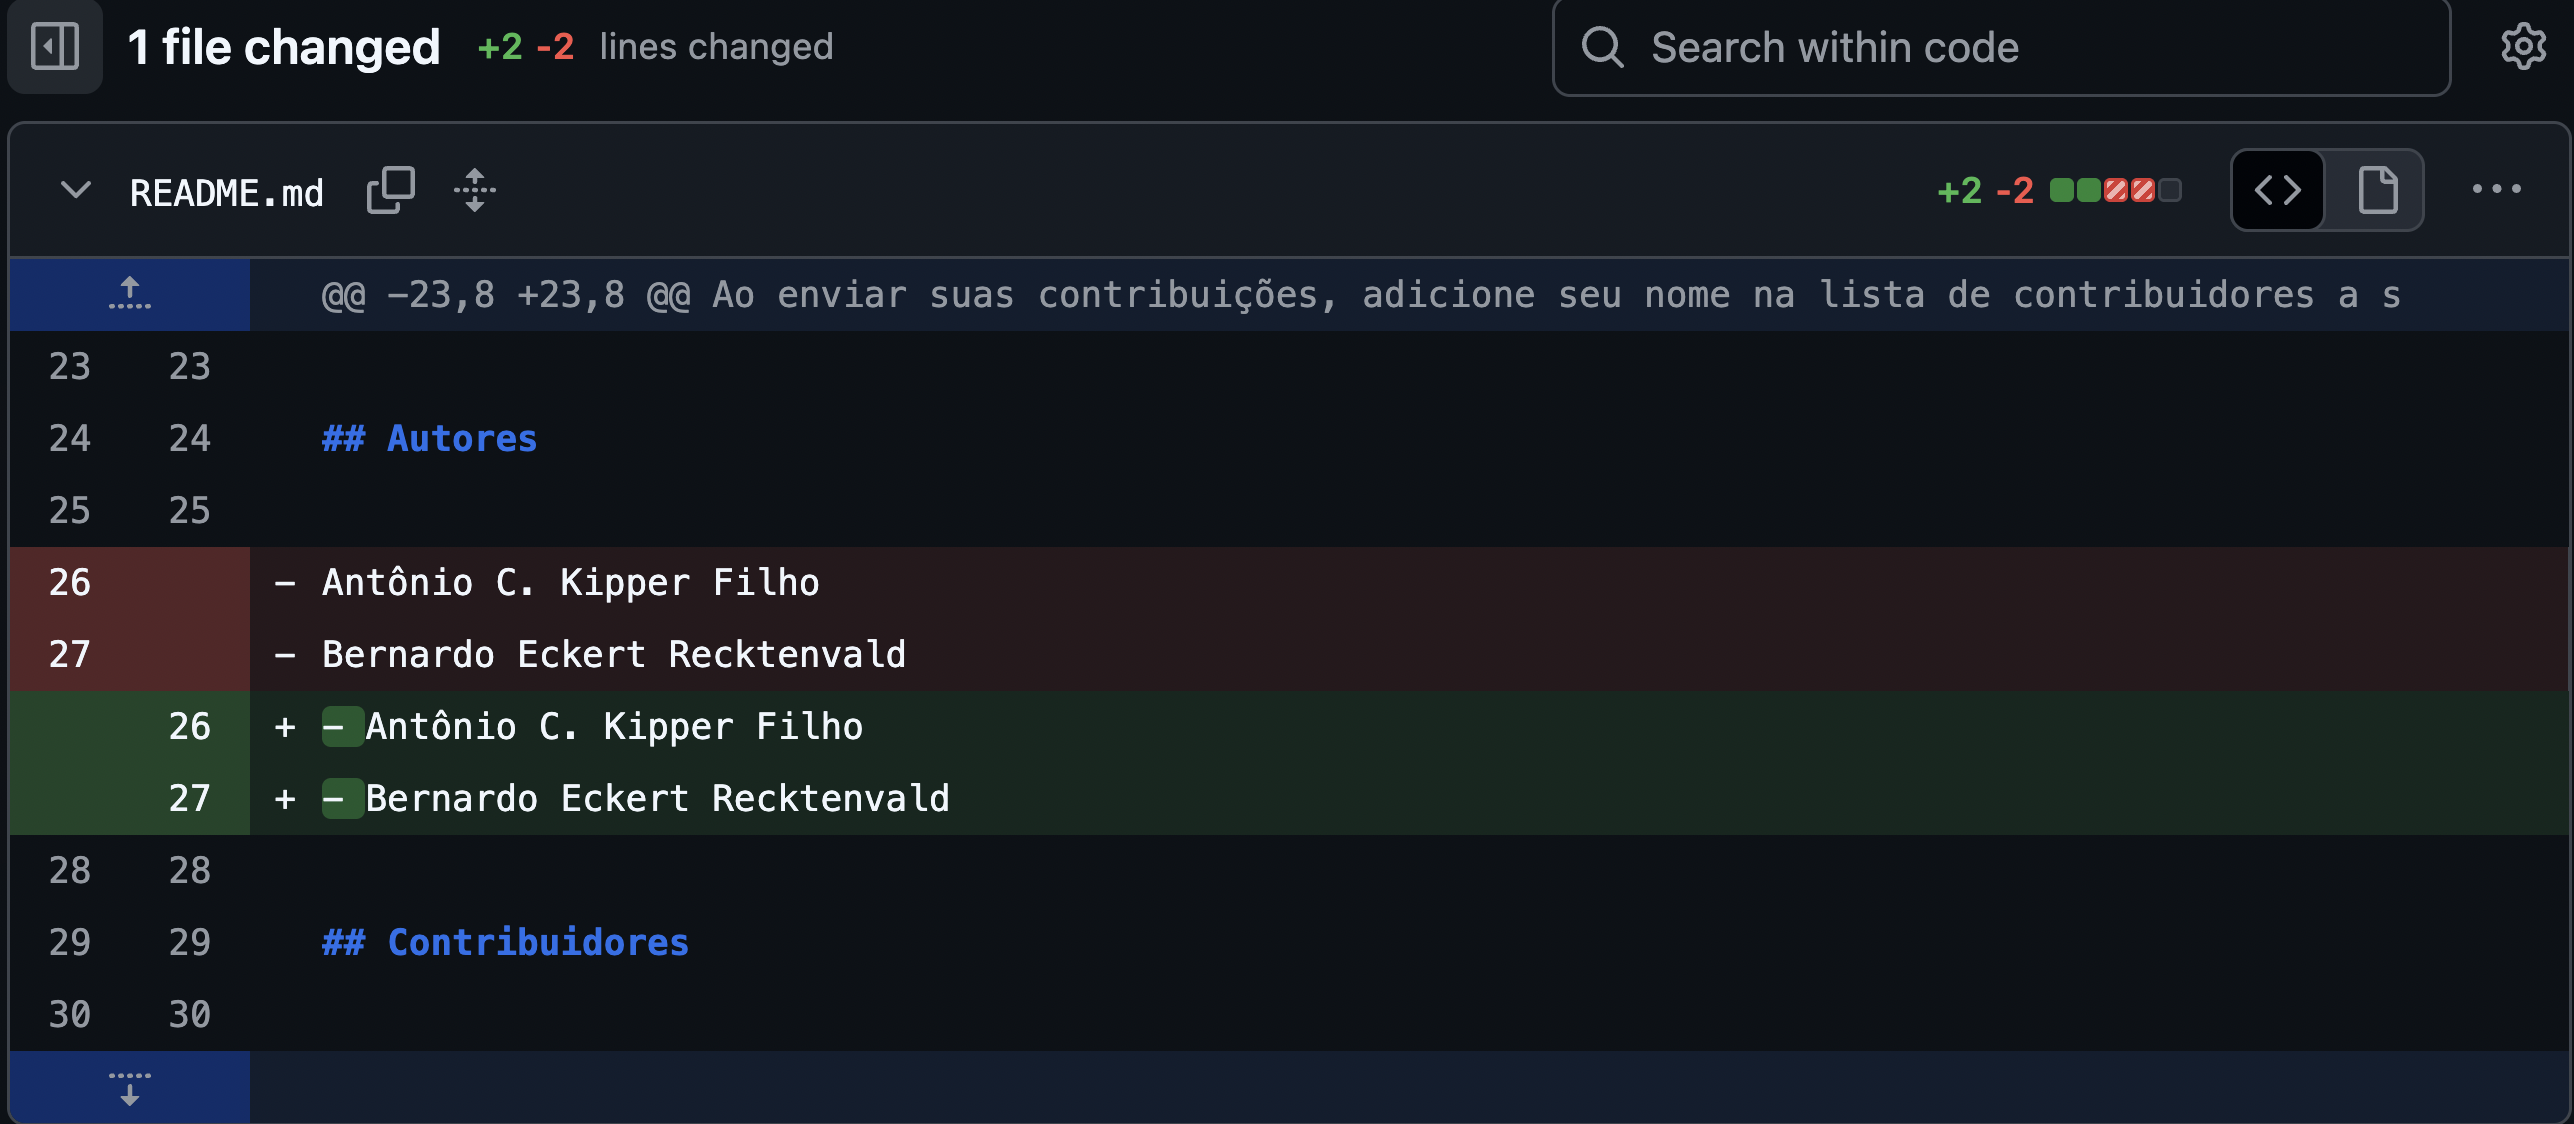 1 file changed +2 -2 lines changed Search within code
README.md +2 -2
@@ -23,8 +23,8 @@ Ao enviar suas contribuições, adicione seu nome na lista de contribuidores a s
23 23
24 24 ## Autores
25 25
26 - Antônio C. Kipper Filho
27 - Bernardo Eckert Recktenvald
26 + - Antônio C. Kipper Filho
27 + - Bernardo Eckert Recktenvald
28 28
29 29 ## Contribuidores
30 30